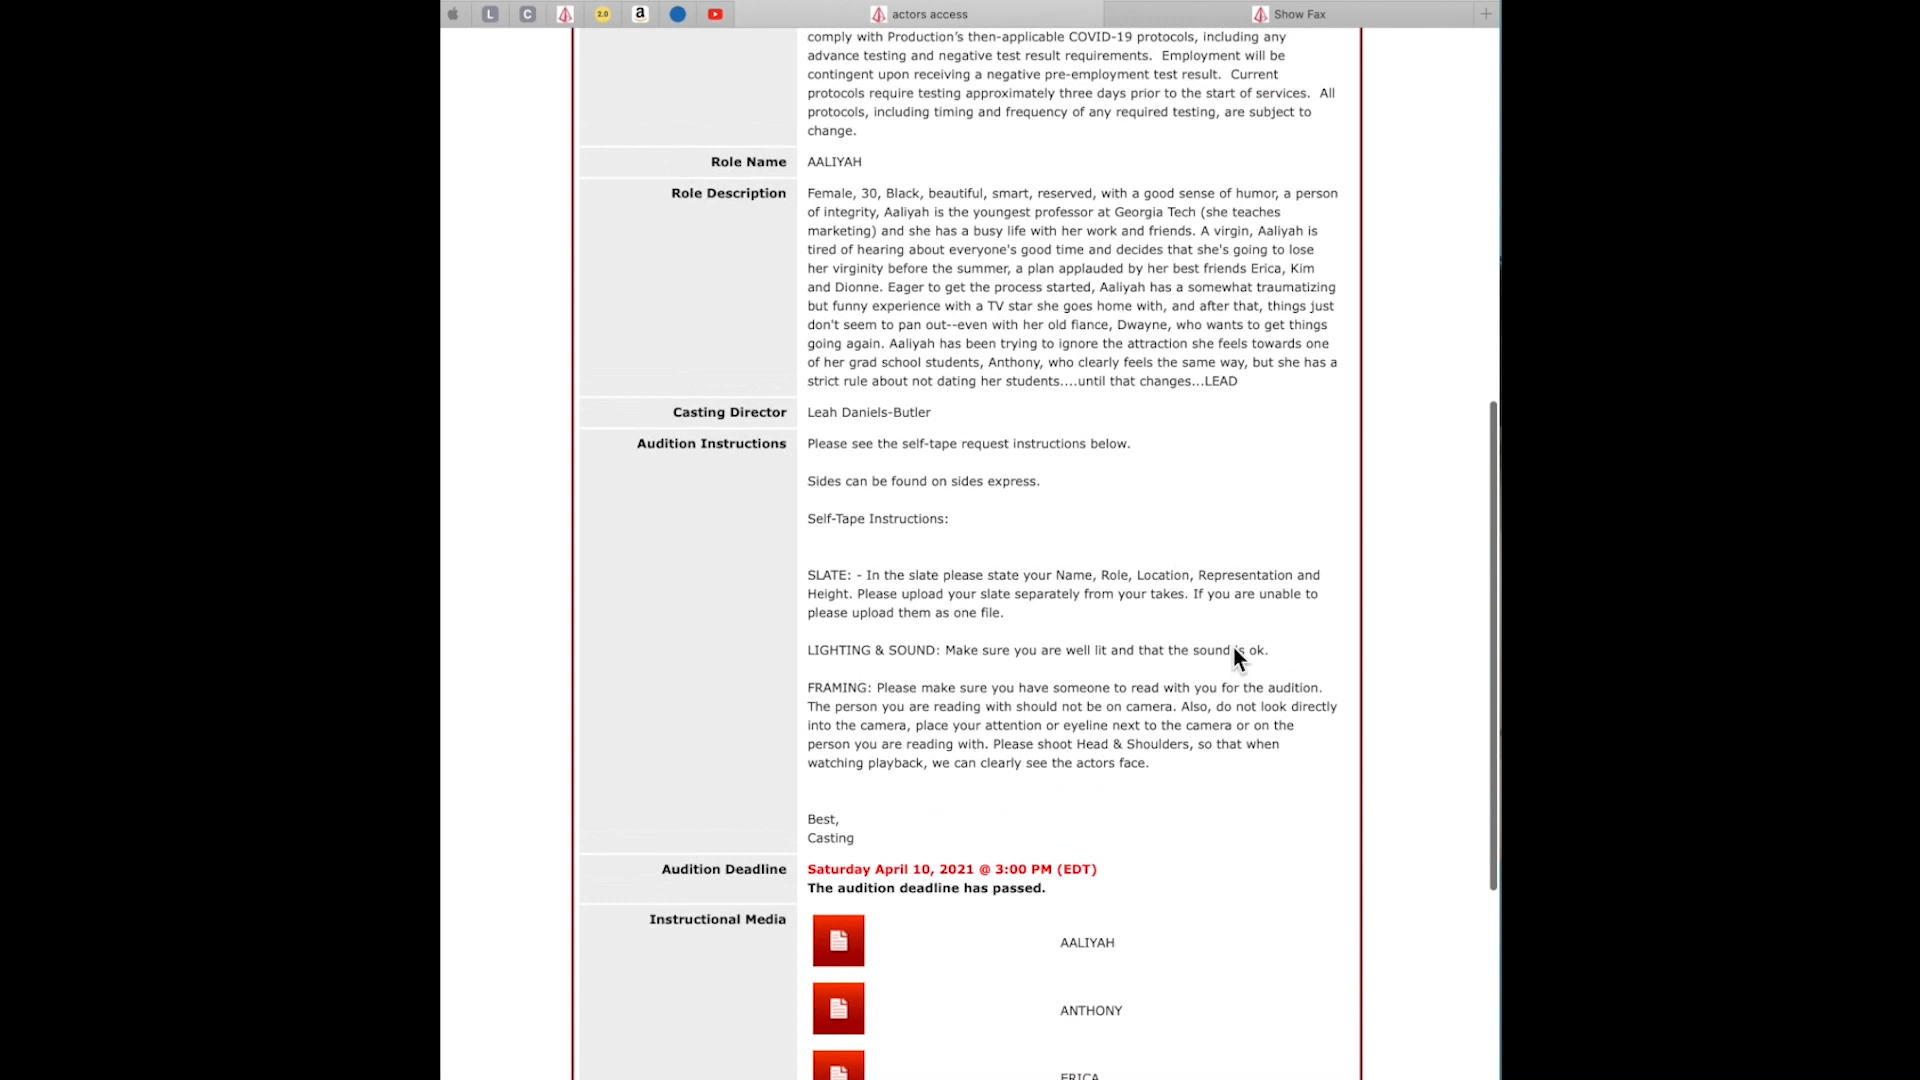 L
C
2.0
a
actors access
Show Fax
+
comply with Production's then-applicable COVID-19 protocols, including any
advance testing and negative test result requirements.  Employment will be
contingent upon receiving a negative pre-employment test result.  Current
protocols require testing approximately three days prior to the start of services.  All
protocols, including timing and frequency of any required testing, are subject to
change.
Role Name
AALIYAH
Role Description
Female, 30, Black, beautiful, smart, reserved, with a good sense of humor, a person
of integrity, Aaliyah is the youngest professor at Georgia Tech (she teaches
marketing) and she has a busy life with her work and friends. A virgin, Aaliyah is
tired of hearing about everyone's good time and decides that she's going to lose
her virginity before the summer, a plan applauded by her best friends Erica, Kim
and Dionne. Eager to get the process started, Aaliyah has a somewhat traumatizing
but funny experience with a TV star she goes home with, and after that, things just
don't seem to pan out--even with her old fiance, Dwayne, who wants to get things
going again. Aaliyah has been trying to ignore the attraction she feels towards one
of her grad school students, Anthony, who clearly feels the same way, but she has a
strict rule about not dating her students....until that changes...LEAD
Casting Director
Leah Daniels-Butler
Audition Instructions
Please see the self-tape request instructions below.
Sides can be found on sides express.
Self-Tape Instructions:
SLATE: - In the slate please state your Name, Role, Location, Representation and
Height. Please upload your slate separately from your takes. If you are unable to
please upload them as one file.
LIGHTING & SOUND: Make sure you are well lit and that the sound is ok.
FRAMING: Please make sure you have someone to read with you for the audition.
The person you are reading with should not be on camera. Also, do not look directly
into the camera, place your attention or eyeline next to the camera or on the
person you are reading with. Please shoot Head & Shoulders, so that when
watching playback, we can clearly see the actors face.
Best,
Casting
Audition Deadline
Saturday April 10, 2021 @ 3:00 PM (EDT)
The audition deadline has passed.
Instructional Media
AALIYAH
ANTHONY
ERICA